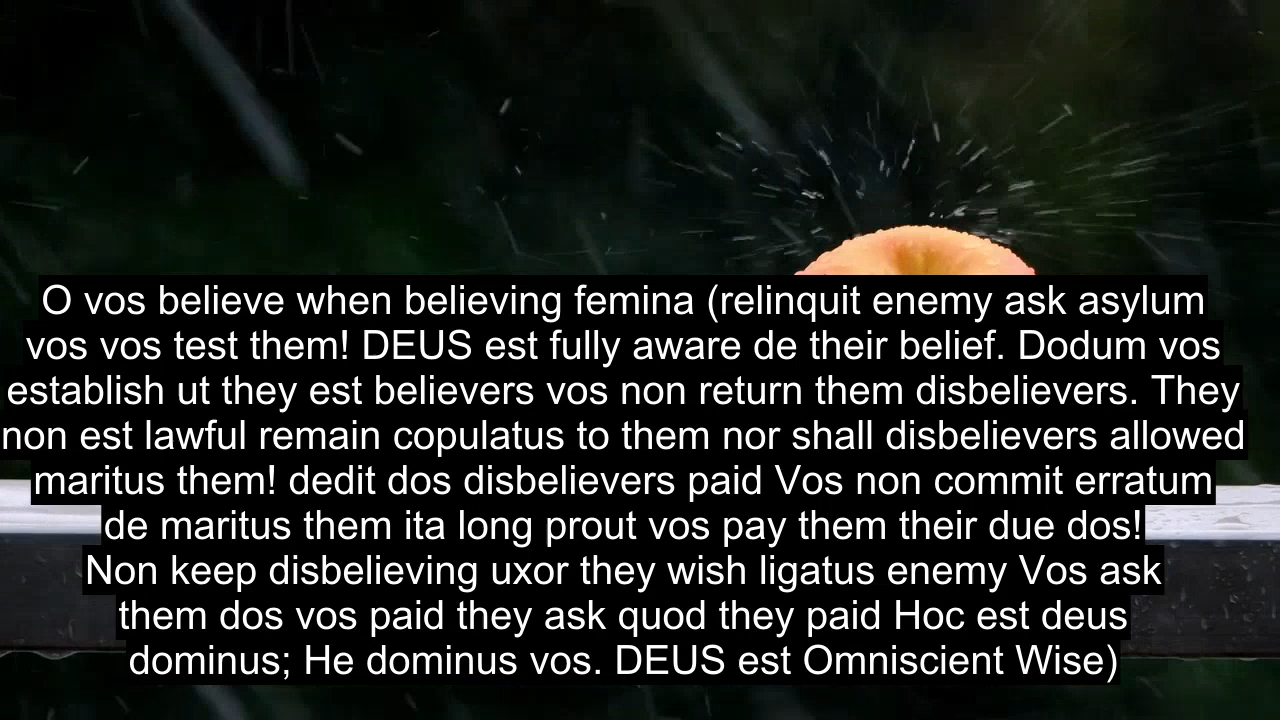 O vos believe when believing femina (relinquit enemy ask asylum
vos vos test them! DEUS est fully aware de their belief. Dodum vos
establish ut they est believers vos non return them disbelievers. They
non est lawful remain copulatus to them nor shall disbelievers allowed
maritus them! dedit dos disbelievers paid Vos non commit erratum
de maritus them ita long prout vos pay them their due dos!
Non keep disbelieving uxor they wish ligatus enemy Vos ask
them dos vos paid they ask quod they paid Hoc est deus
dominus; He dominus vos. DEUS est Omniscient Wise)